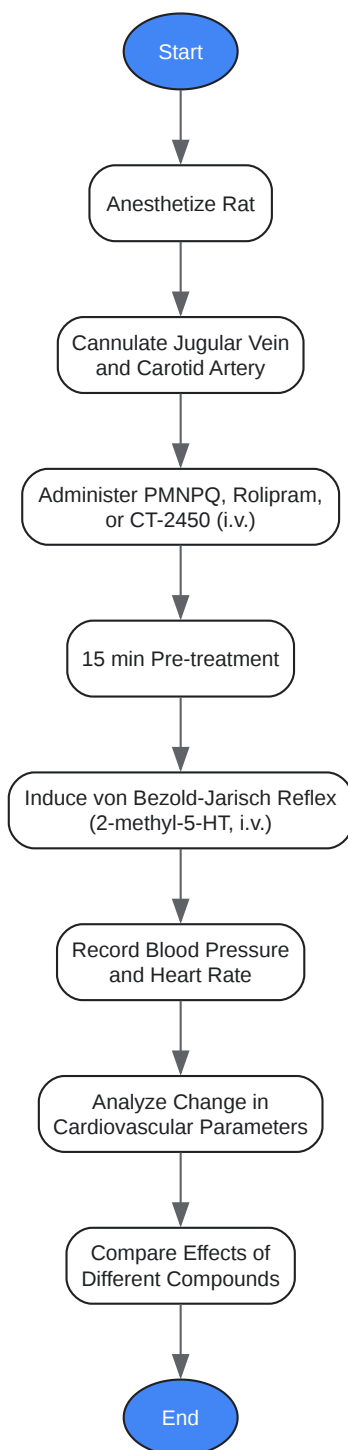 Start
Anesthetize Rat
Cannulate Jugular Vein
and Carotid Artery
Administer PMNPQ, Rolipram,
or CT-2450 (i.v.)
15 min Pre-treatment
Induce von Bezold-Jarisch Reflex
(2-methyl-5-HT, i.v.)
Record Blood Pressure
and Heart Rate
Analyze Change in
Cardiovascular Parameters
Compare Effects of
Different Compounds
End